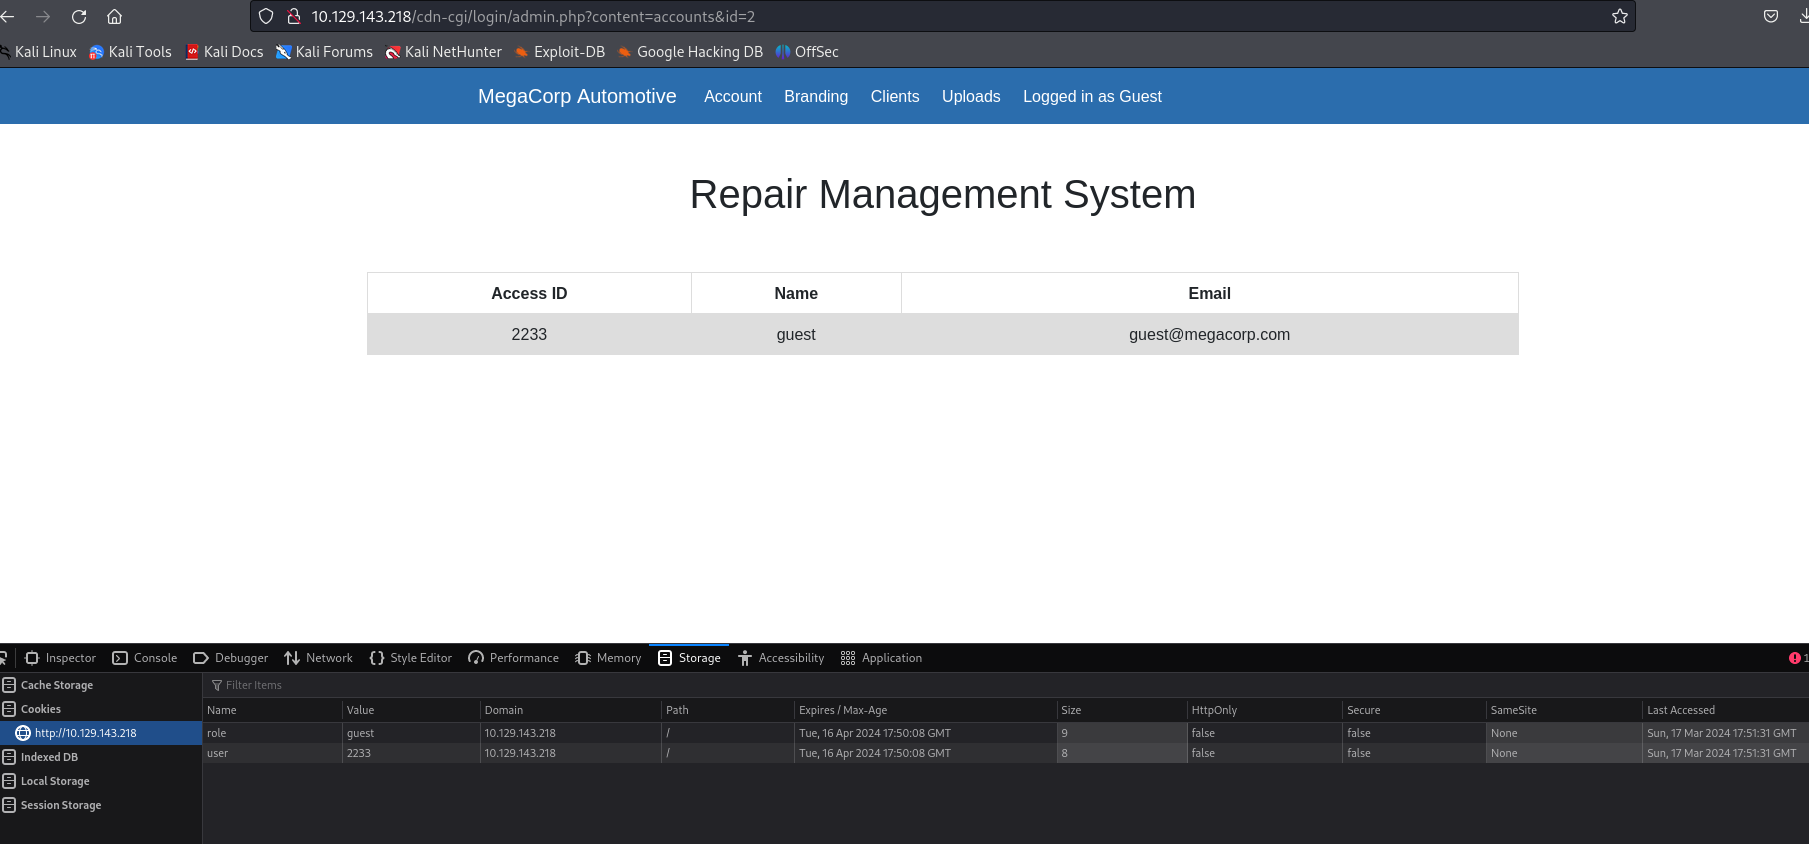 10.129.143.218/cdn-cgi/login/admin.php?content=accounts&id=2
Kali Linux Kali Tools Kali Docs Kali Forums Kali NetHunter Exploit-DB Google Hacking DB OffSec
MegaCorp Automotive Account Branding Clients Uploads Logged in as Guest
Repair Management System
Access ID Name Email
2233 guest guest@megacorp.com
Inspector Console Debugger Network Style Editor Performance Memory Storage Accessibility Application 1
Cache Storage Filter Items
Cookies Name Value Domain Path Expires / Max-Age Size HttpOnly Secure SameSite Last Accessed
http://10.129.143.218 role guest 10.129.143.218 / Tue, 16 Apr 2024 17:50:08 GMT 9 false false None Sun, 17 Mar 2024 17:51:31 GMT
Indexed DB user 2233 10.129.143.218 / Tue, 16 Apr 2024 17:50:08 GMT 8 false false None Sun, 17 Mar 2024 17:51:31 GMT
Local Storage
Session Storage